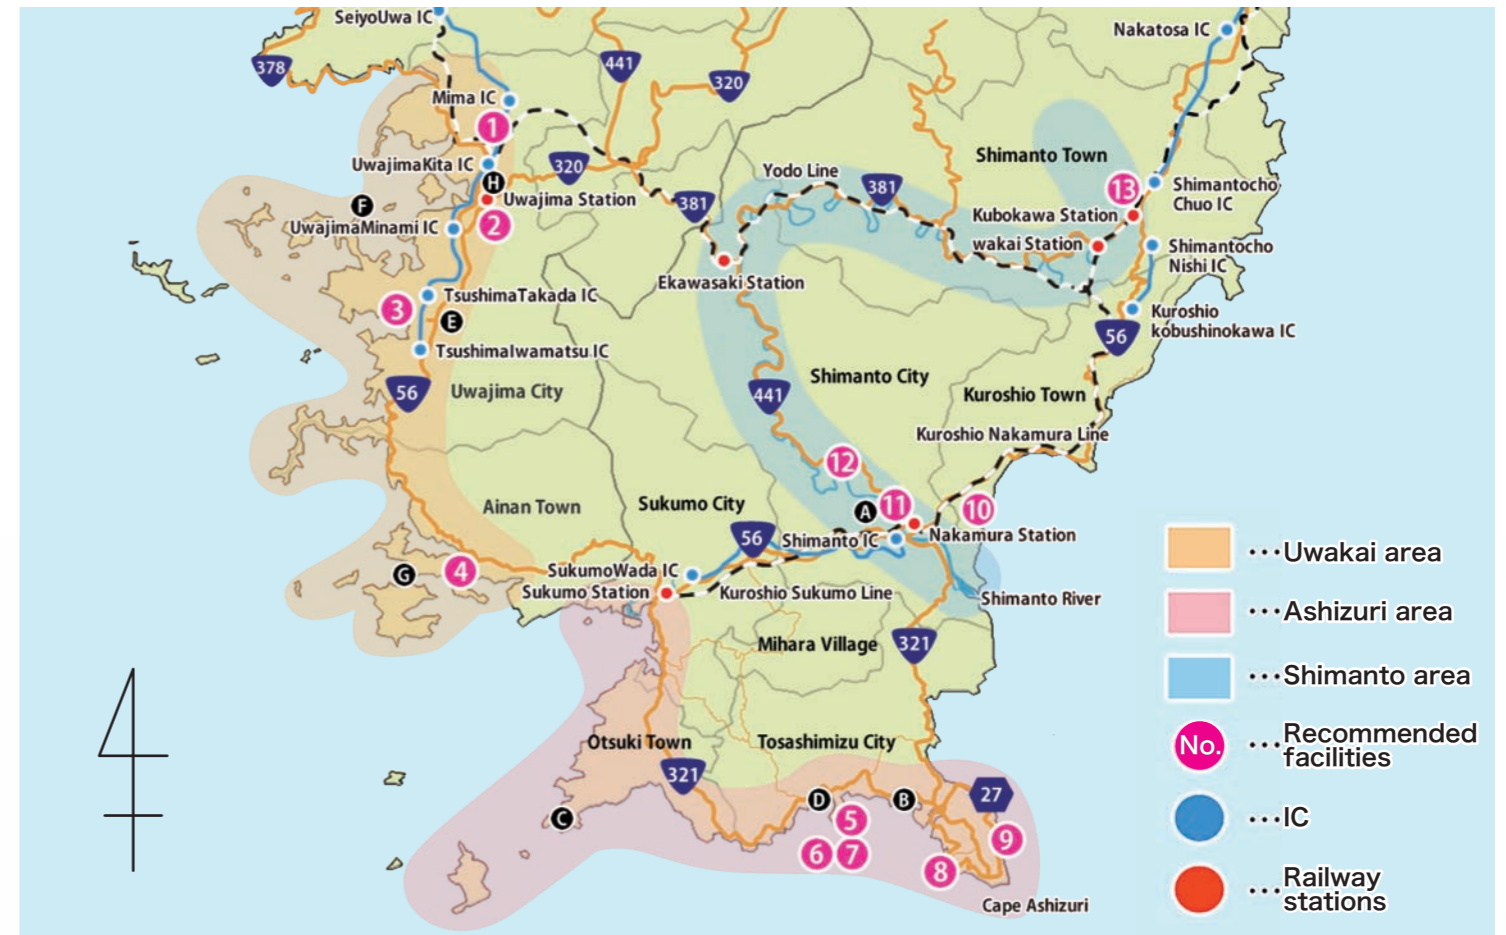 SeiyoUwa IC
Nakatosa IC
378
441
320
Mima IC
1
UwajimaKita IC
320
H
Uwajima Station
2
F
UwajimaMinami IC
381
Yodo Line
381
Shimanto Town
13
Shimantocho
Chuo IC
Kubokawa Station
wakai Station
Shimantocho
Nishi IC
Ekawasaki Station
TsushimaTakada IC
3
E
TsushimaIwamatsu IC
Kuroshio
kobushinokawa IC
56
56
Uwajima City
Shimanto City
441
Kuroshio Town
Kuroshio Nakamura Line
12
Ainan Town
Sukumo City
A
11
10
56
Shimanto IC
Nakamura Station
G
4
SukumoWada IC
Sukumo Station
Kuroshio Sukumo Line
Shimanto River
Mihara Village
321
Otsuki Town
Tosashimizu City
321
27
C
D
B
5
6
7
8
9
Cape Ashizuri
···Uwakai area
···Ashizuri area
···Shimanto area
No.
···Recommended
facilities
···IC
···Railway
stations